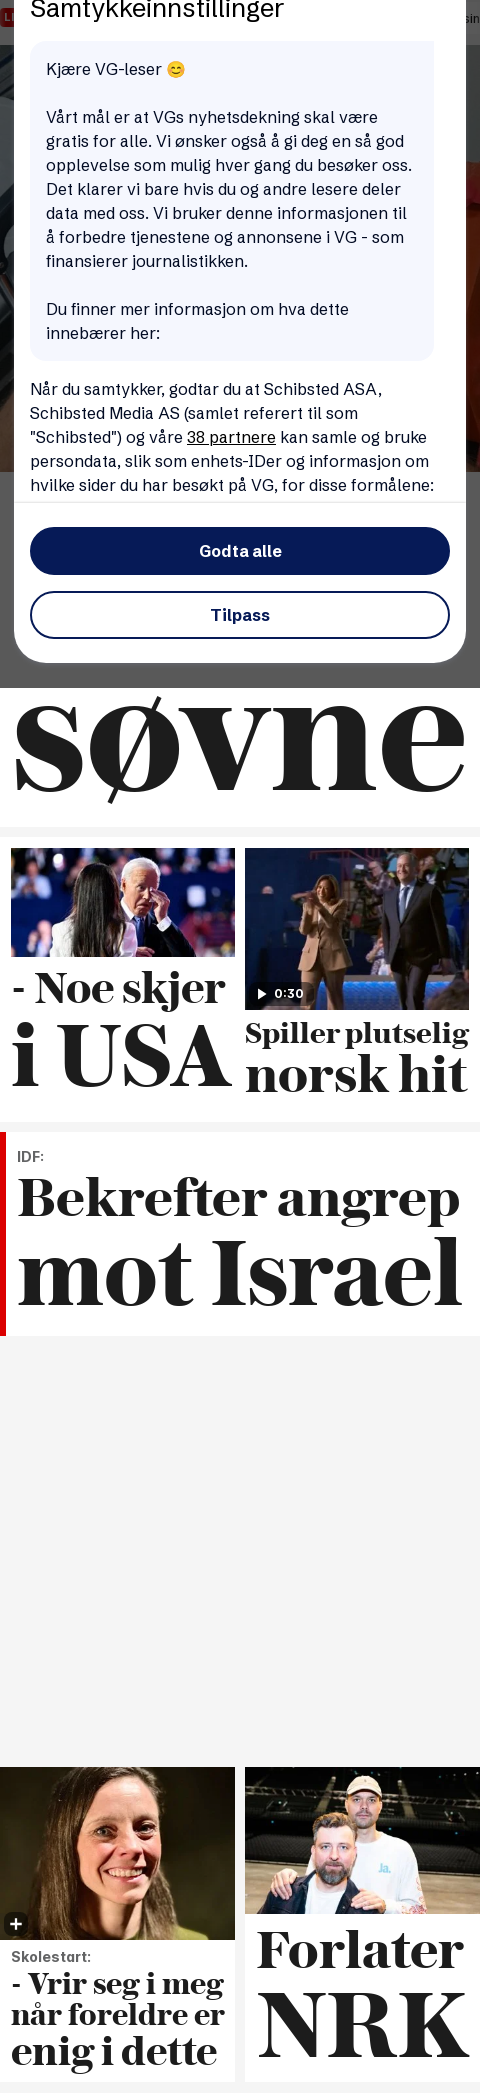 Samtykkeinnstillinger
Kjære VG-leser 😊
Vårt mål er at VGs nyhetsdekning skal være
gratis for alle. Vi ønsker også å gi deg en så god
opplevelse som mulig hver gang du besøker oss.
Det klarer vi bare hvis du og andre lesere deler
data med oss. Vi bruker denne informasjonen til
å forbedre tjenestene og annonsene i VG - som
finansierer journalistikken.
Du finner mer informasjon om hva dette
innebærer her:
Når du samtykker, godtar du at Schibsted ASA,
Schibsted Media AS (samlet referert til som
"Schibsted") og våre 38 partnere kan samle og bruke
persondata, slik som enhets-IDer og informasjon om
hvilke sider du har besøkt på VG, for disse formålene:
Godta alle
Tilpass
søvne
- Noe skjer
i USA
0:30
Spiller plutselig
norsk hit
IDF:
Bekrefter angrep
mot Israel
Skolestart:
- Vrir seg i meg
når foreldre er
enig i dette
Ja.
Forlater
NRK